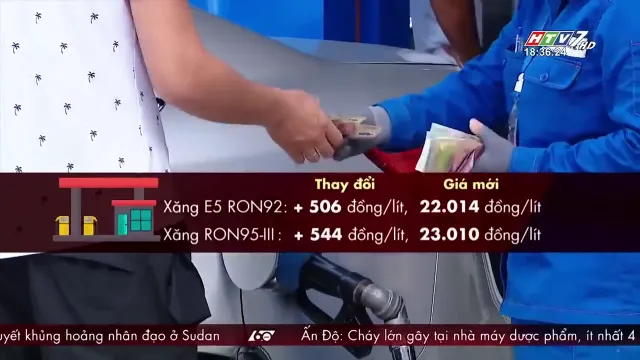 HTV7 HD
18:36:24
Thay đổi Giá mới
Xăng E5 RON92: + 506 đồng/lít, 22.014 đồng/lít
Xăng RON95-III: + 544 đồng/lít, 23.010 đồng/lít
khủng hoảng nhân đạo ở Sudan 60 Ấn Độ: Cháy lớn gây tại nhà máy dược phẩm, ít nhất 4